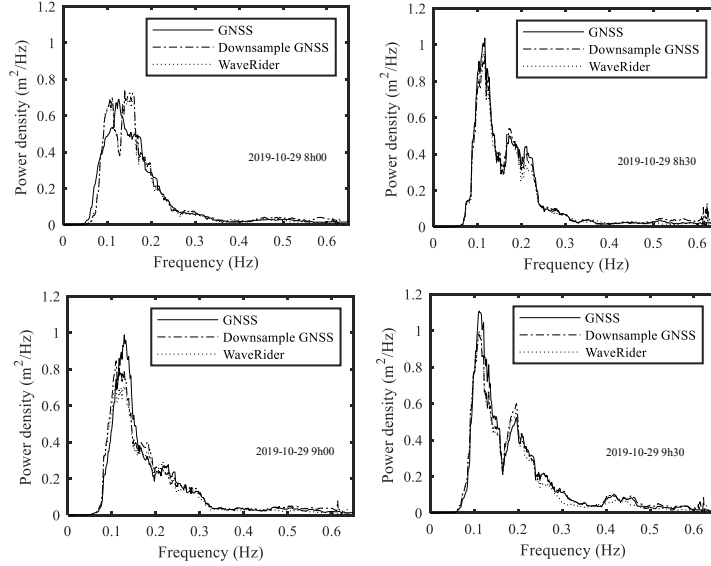 1.2
1
0.8
0.6
0.4
0.2
0
Power density (m²/Hz)
GNSS
Downsample GNSS
WaveRider
2019-10-29 8h00
0 0.1 0.2 0.3 0.4 0.5 0.6
Frequency (Hz)
1.2
1
0.8
0.6
0.4
0.2
0
Power density (m²/Hz)
GNSS
Downsample GNSS
WaveRider
2019-10-29 8h30
0 0.1 0.2 0.3 0.4 0.5 0.6
Frequency (Hz)
1.2
1
0.8
0.6
0.4
0.2
0
Power density (m²/Hz)
GNSS
Downsample GNSS
WaveRider
2019-10-29 9h00
0 0.1 0.2 0.3 0.4 0.5 0.6
Frequency (Hz)
1.2
1
0.8
0.6
0.4
0.2
0
Power density (m²/Hz)
GNSS
Downsample GNSS
WaveRider
2019-10-29 9h30
0 0.1 0.2 0.3 0.4 0.5 0.6
Frequency (Hz)